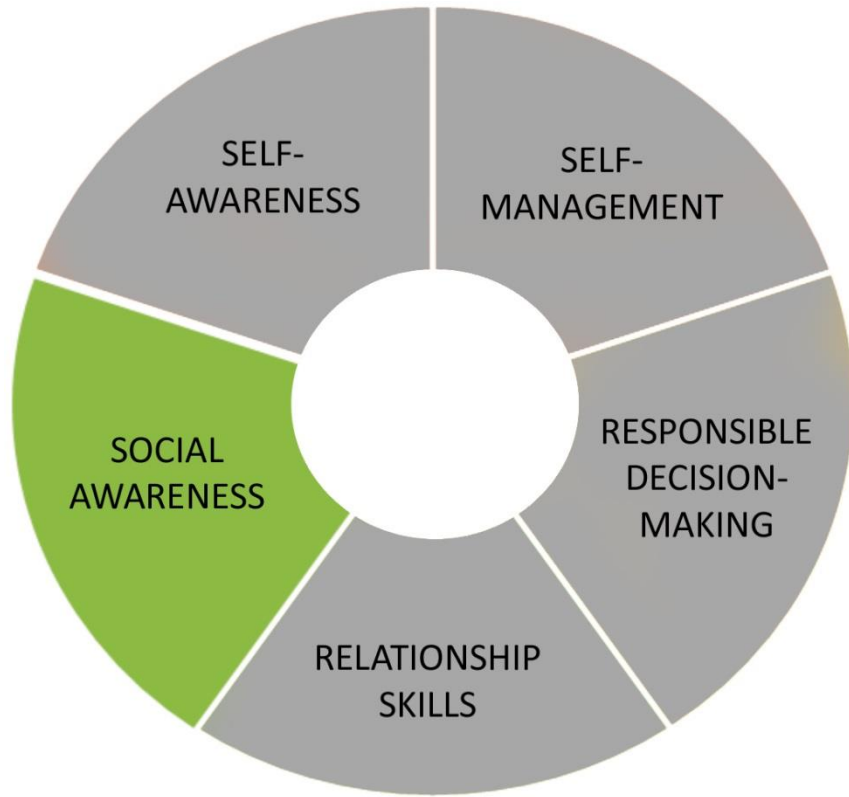 SELF-
AWARENESS
SELF-
MANAGEMENT
SOCIAL
AWARENESS
RESPONSIBLE
DECISION-
MAKING
RELATIONSHIP
SKILLS